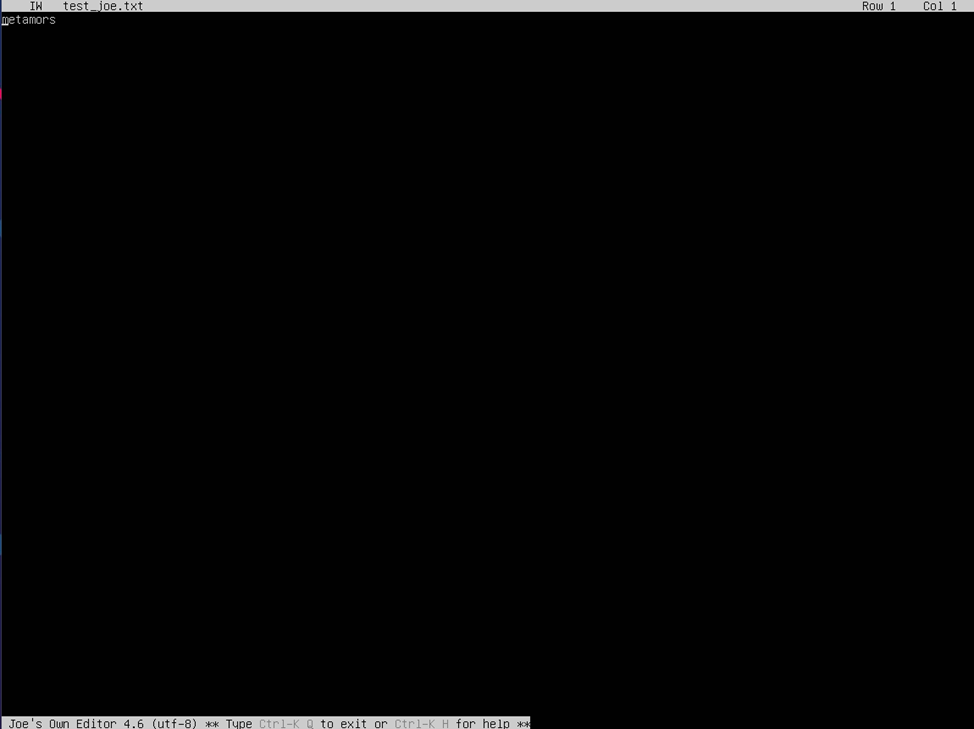 IW   test_joe.txt   Row 1   Col 1
metamors
Joe's Own Editor 4.6 (utf-8) ** Type Ctrl-K Q to exit or Ctrl-K H for help **